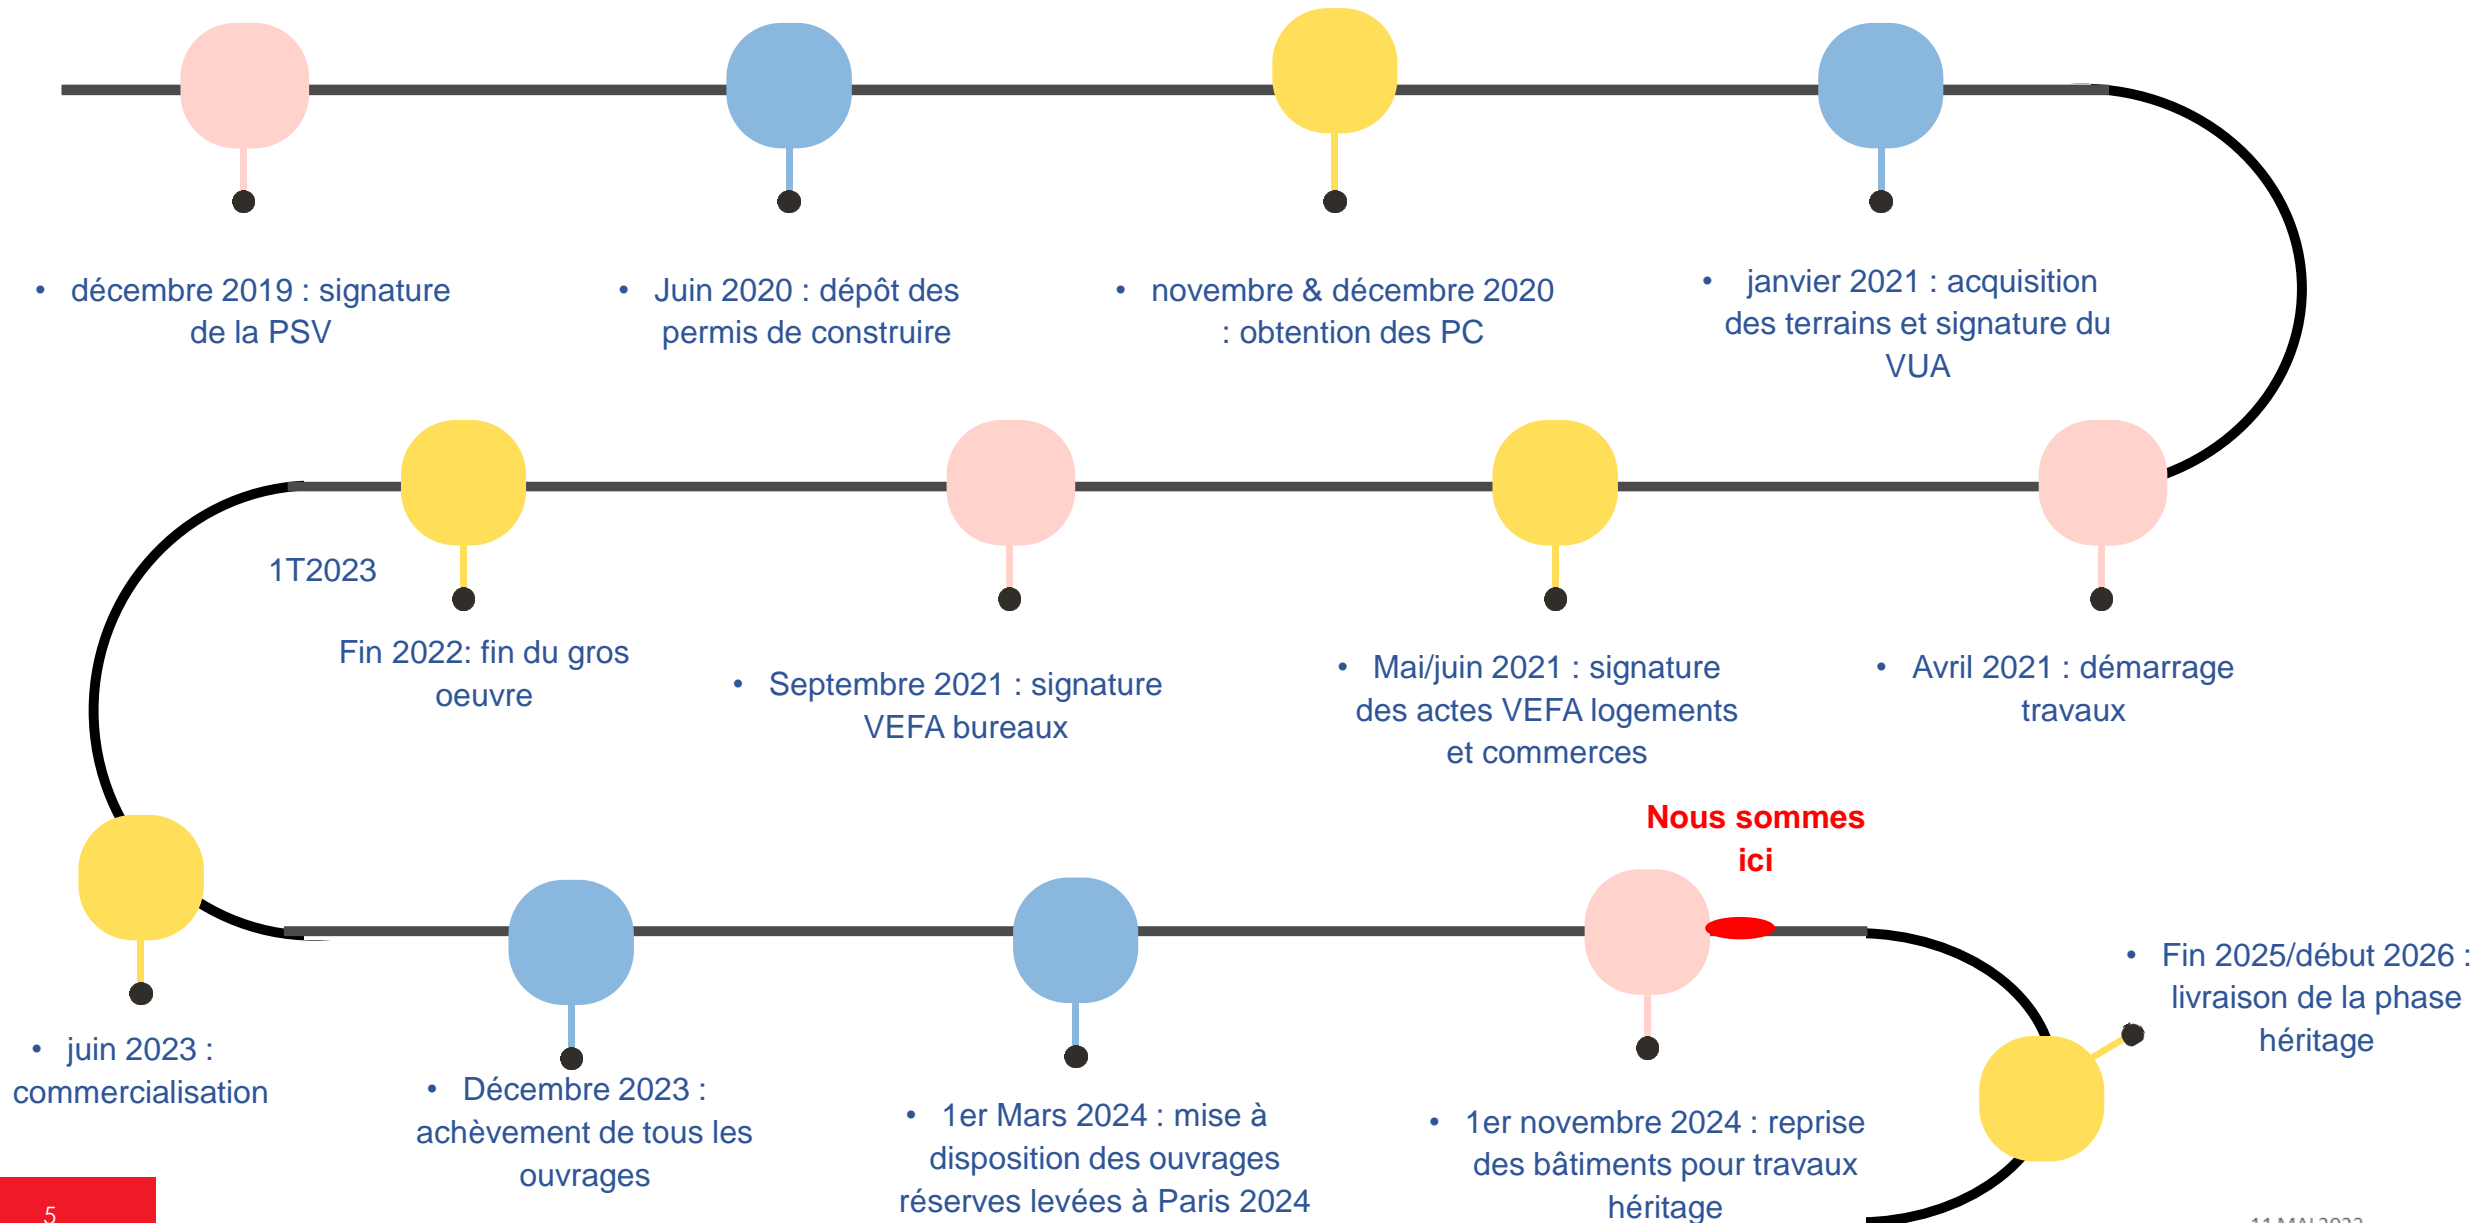 • décembre 2019 : signature
de la PSV
• Juin 2020 : dépôt des
permis de construire
• novembre & décembre 2020
: obtention des PC
• janvier 2021 : acquisition
des terrains et signature du
VUA
1T2023
Fin 2022: fin du gros
oeuvre
• Septembre 2021 : signature
VEFA bureaux
• Mai/juin 2021 : signature
des actes VEFA logements
et commerces
• Avril 2021 : démarrage
travaux
Nous sommes
ici
• Fin 2025/début 2026 :
livraison de la phase
héritage
• juin 2023 :
commercialisation
• Décembre 2023 :
achèvement de tous les
ouvrages
• 1er Mars 2024 : mise à
disposition des ouvrages
réserves levées à Paris 2024
• 1er novembre 2024 : reprise
des bâtiments pour travaux
héritage
5
11 MAI 2023